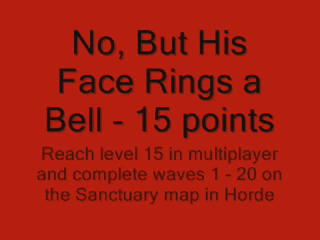 No, But His
Face Rings a
Bell - 15 points
Reach level 15 in multiplayer
and complete waves 1 - 20 on
the Sanctuary map in Horde